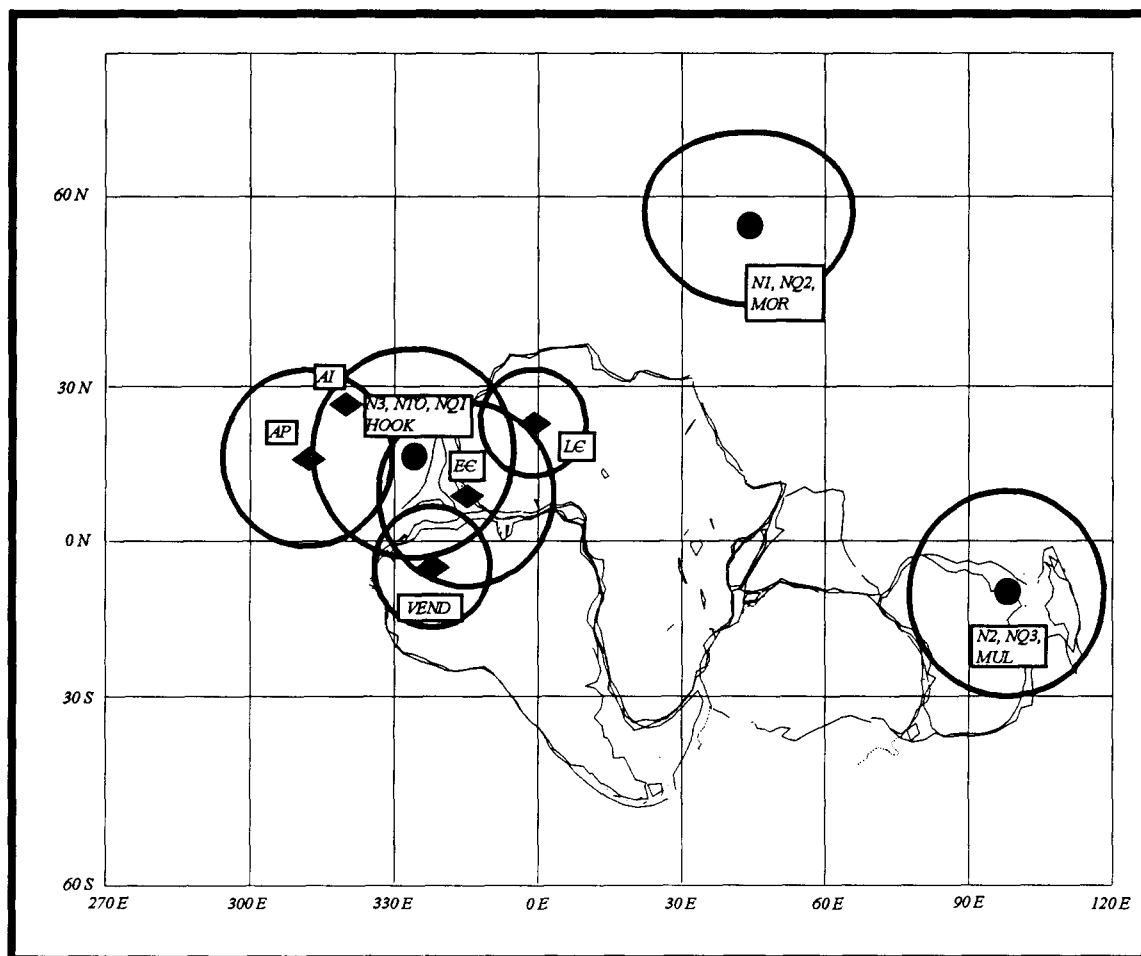 60 N
N1, NQ2,
MOR
30 N
AI
N3, NTO, NQ1
HOOK
AP
LЄ
EЄ
0 N
VEND
N2, NQ3,
MUL
30 S
60 S
270 E 300 E 330 E 0 E 30 E 60 E 90 E 120 E